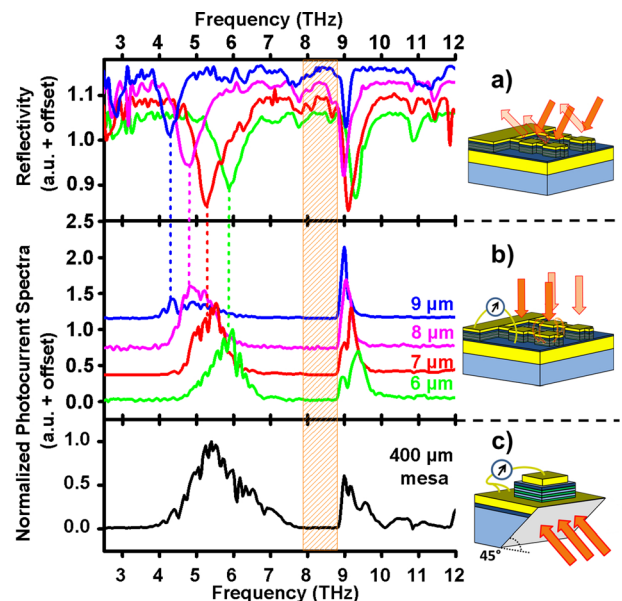 Frequency (THz)
3 4 5 6 7 8 9 10 11 12
a)
Reflectivity
(a.u. + offset)
1.1
1.0
0.9
2.5
b)
Normalized Photocurrent Spectra
(a.u. + offset)
2.0
1.5
1.0
0.5
0.0
9 µm
8 µm
7 µm
6 µm
c)
1.0
0.5
0.0
400 µm
mesa
45°
3 4 5 6 7 8 9 10 11 12
Frequency (THz)